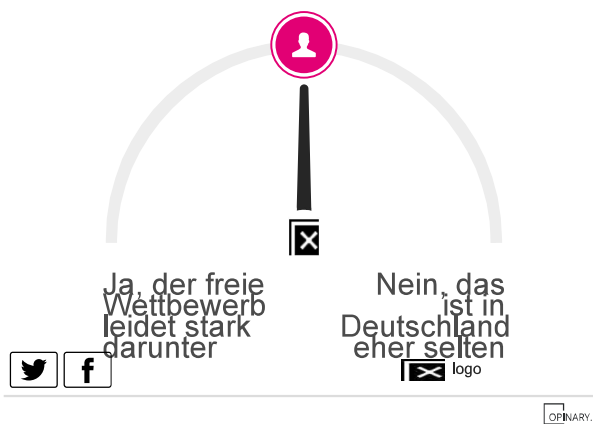 Ja, der freie
Wettbewerb
leidet stark
darunter
Nein, das
ist in
Deutschland
eher selten
logo
OPINARY.